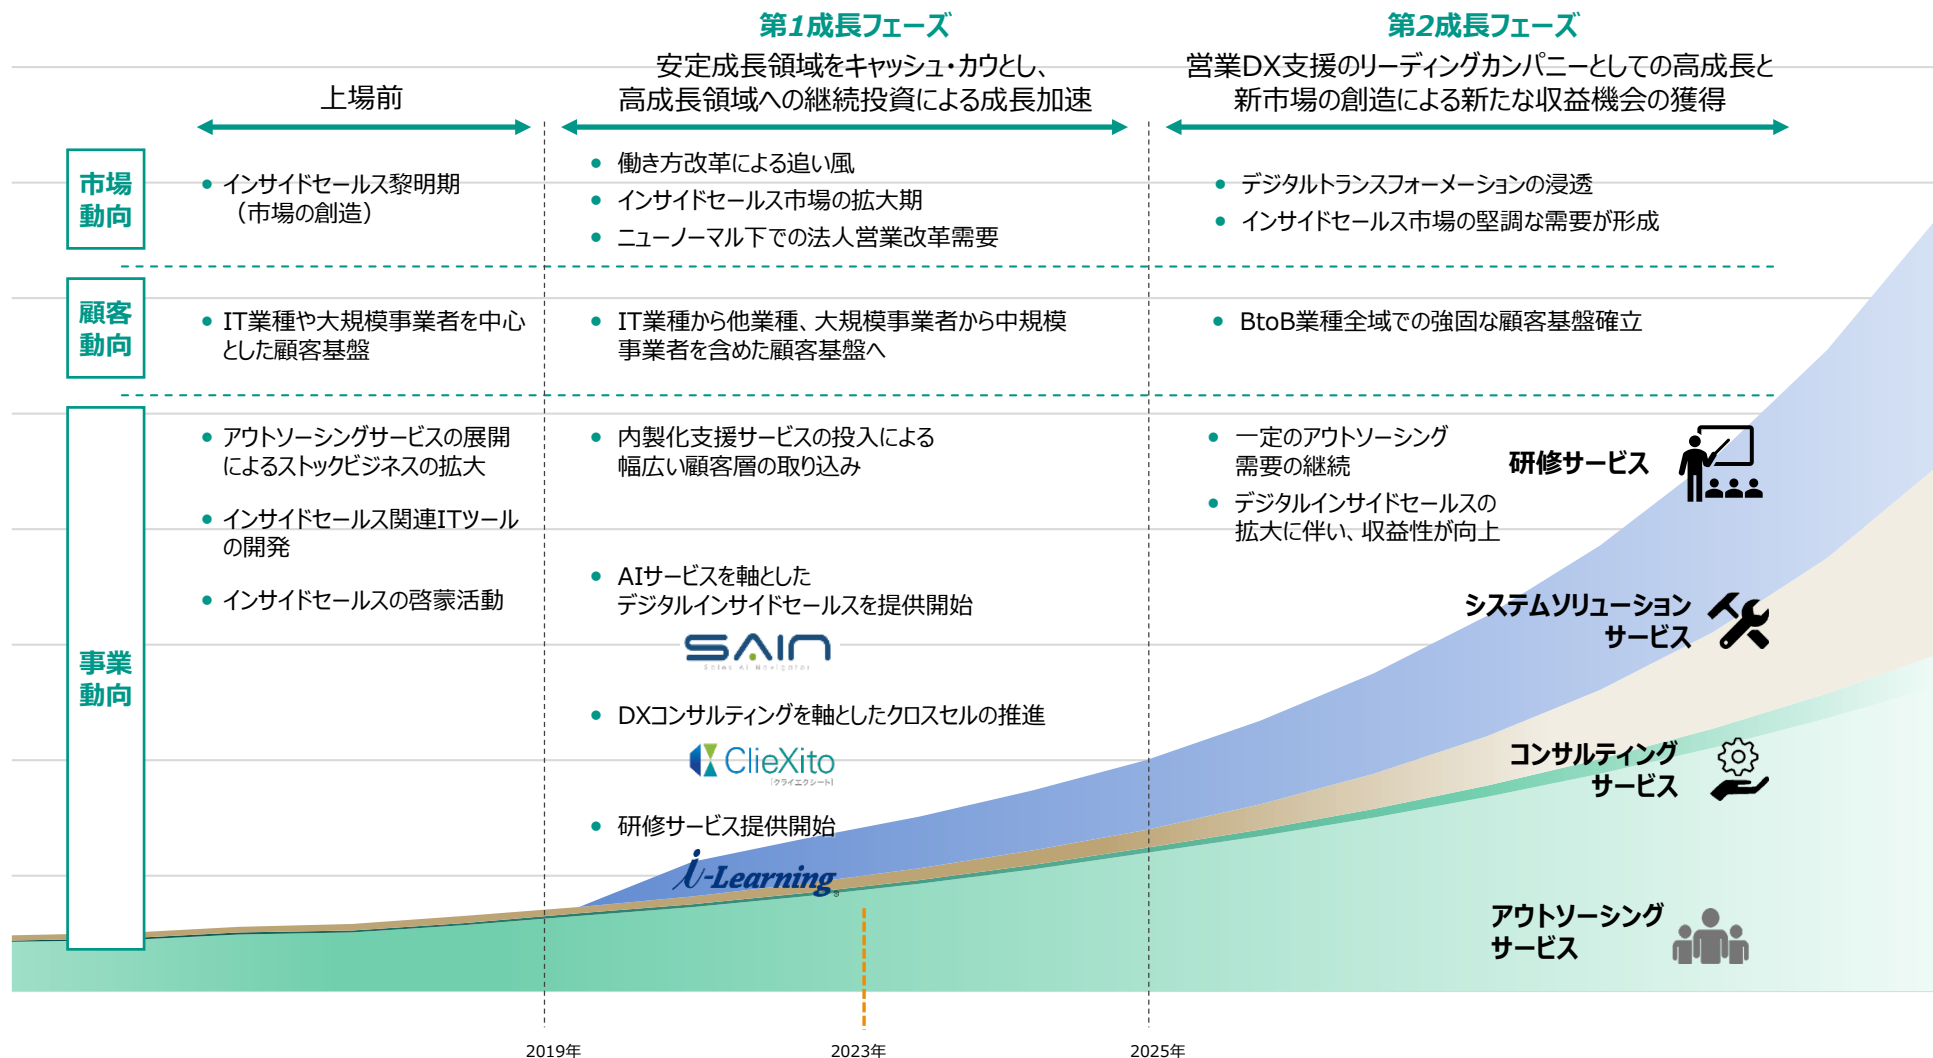 第1成長フェーズ
安定成長領域をキャッシュ・カウとし、
高成長領域への継続投資による成長加速
第2成長フェーズ
営業DX支援のリーディングカンパニーとしての高成長と
新市場の創造による新たな収益機会の獲得
上場前
市場
動向
• インサイドセールス黎明期
（市場の創造）
• 働き方改革による追い風
• インサイドセールス市場の拡大期
• ニューノーマル下での法人営業改革需要
• デジタルトランスフォーメーションの浸透
• インサイドセールス市場の堅調な需要が形成
顧客
動向
• IT業種や大規模事業者を中心
とした顧客基盤
• IT業種から他業種、大規模事業者から中規模
事業者を含めた顧客基盤へ
• BtoB業種全域での強固な顧客基盤確立
事業
動向
• アウトソーシングサービスの展開
によるストックビジネスの拡大
• インサイドセールス関連ITツール
の開発
• インサイドセールスの啓蒙活動
• 内製化支援サービスの投入による
幅広い顧客層の取り込み
• AIサービスを軸とした
デジタルインサイドセールスを提供開始
SAIN
Sales AI Navigator
• DXコンサルティングを軸としたクロスセルの推進
ClieXito
[クライエクシート]
• 研修サービス提供開始
i-Learning®
• 一定のアウトソーシング
需要の継続
• デジタルインサイドセールスの
拡大に伴い、収益性が向上
研修サービス
システムソリューション
サービス
コンサルティング
サービス
アウトソーシング
サービス
2019年
2023年
2025年